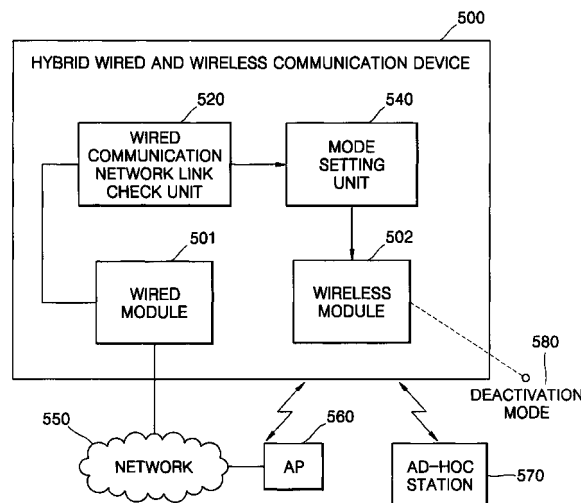 500
HYBRID WIRED AND WIRELESS COMMUNICATION DEVICE
520
540
WIRED
COMMUNICATION
NETWORK LINK
CHECK UNIT
MODE
SETTING
UNIT
501
502
WIRED
MODULE
WIRELESS
MODULE
580
DEACTIVATION
MODE
550
NETWORK
560
AP
AD-HOC
STATION
570